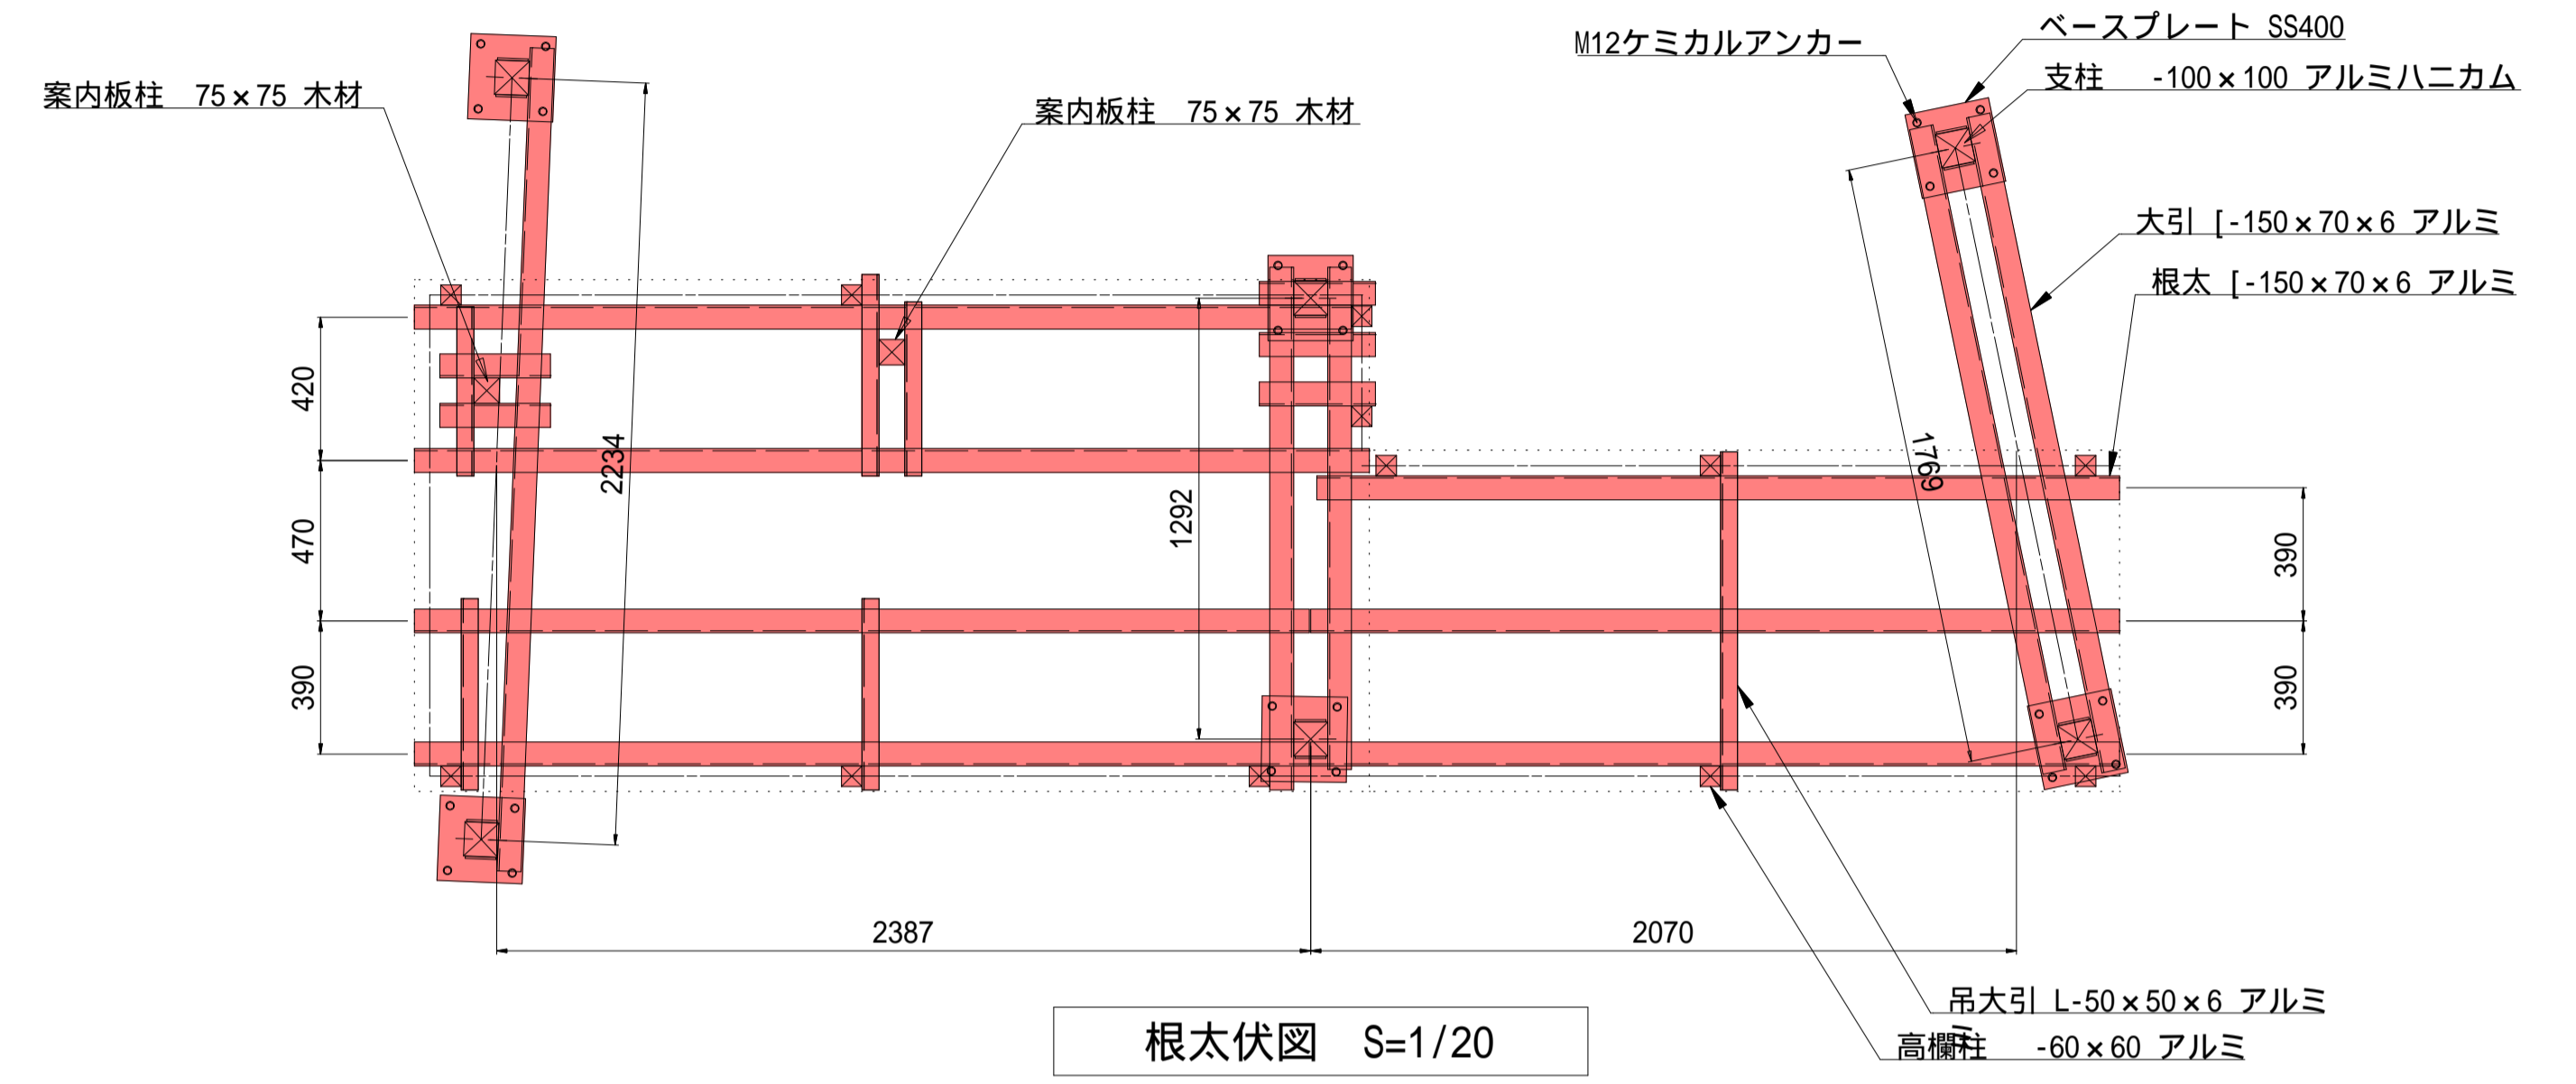 ベースプレート SS400
M12ケミカルアンカー
支柱 -100×100 アルミハニカム
案内板柱 75×75 木材
案内板柱 75×75 木材
大引 [-150×70×6 アルミ
根太 [-150×70×6 アルミ
420
2234
1769
470
1292
390
390
390
2387
2070
吊大引 L-50×50×6 アルミ
高欄柱 -60×60 アルミ
根太伏図 S=1/20